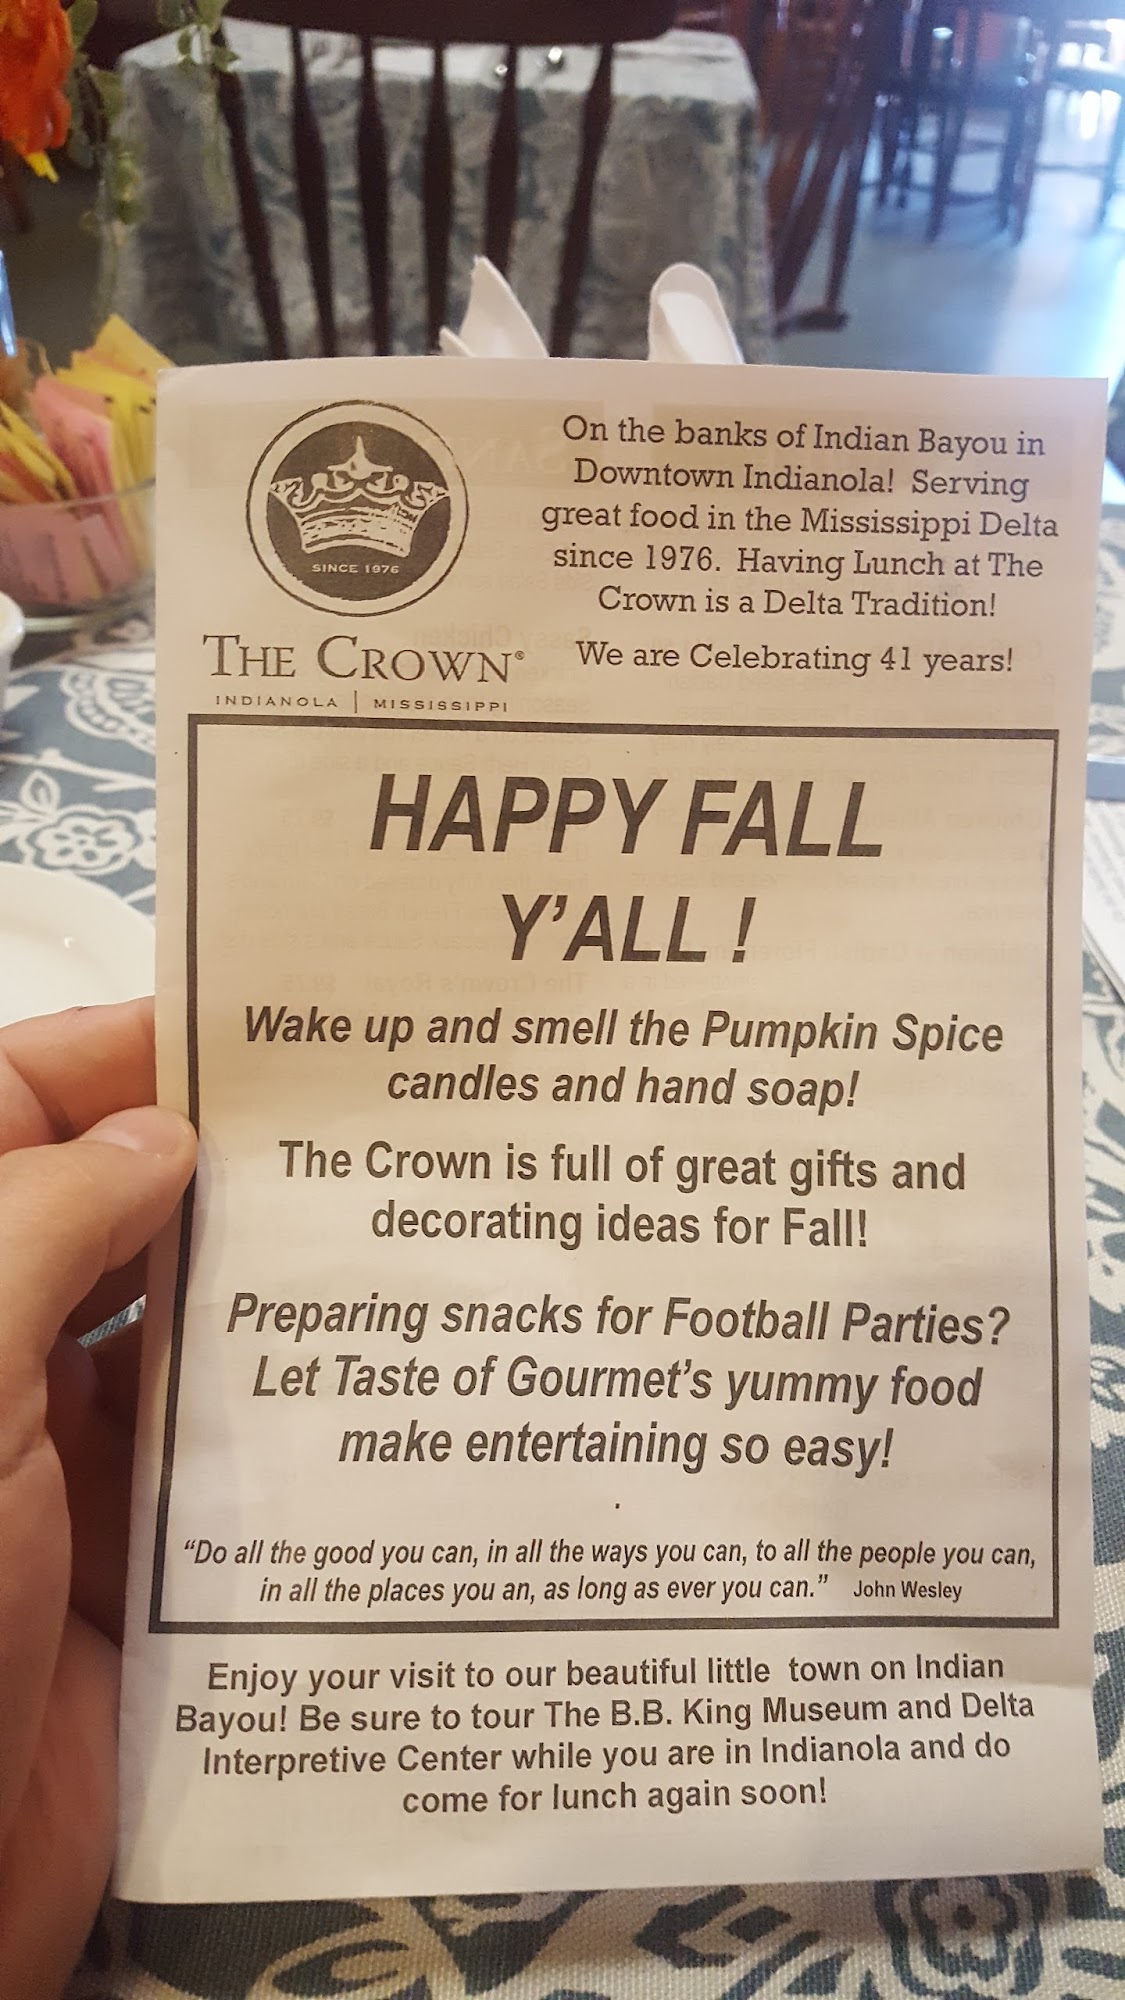 SINCE 1976
THE CROWN®
INDIANOLA | MISSISSIPPI
On the banks of Indian Bayou in
Downtown Indianola! Serving
great food in the Mississippi Delta
since 1976. Having Lunch at The
Crown is a Delta Tradition!
We are Celebrating 41 years!
HAPPY FALL
Y'ALL !
Wake up and smell the Pumpkin Spice
candles and hand soap!
The Crown is full of great gifts and
decorating ideas for Fall!
Preparing snacks for Football Parties?
Let Taste of Gourmet's yummy food
make entertaining so easy!
.
“Do all the good you can, in all the ways you can, to all the people you can,
in all the places you an, as long as ever you can.” John Wesley
Enjoy your visit to our beautiful little town on Indian
Bayou! Be sure to tour The B.B. King Museum and Delta
Interpretive Center while you are in Indianola and do
come for lunch again soon!